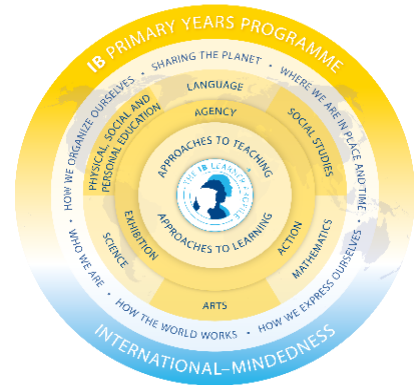 IB PRIMARY YEARS PROGRAMME
SHARING THE PLANET •
WHERE WE ARE IN PLACE AND TIME •
HOW WE EXPRESS OURSELVES •
HOW THE WORLD WORKS •
WHO WE ARE •
HOW WE ORGANIZE OURSELVES •
LANGUAGE
SOCIAL STUDIES
MATHEMATICS
ARTS
SCIENCE
PHYSICAL, SOCIAL AND
PERSONAL EDUCATION
AGENCY
ACTION
EXHIBITION
APPROACHES TO TEACHING
THE IB LEARNER PROFILE
APPROACHES TO LEARNING
INTERNATIONAL-MINDEDNESS